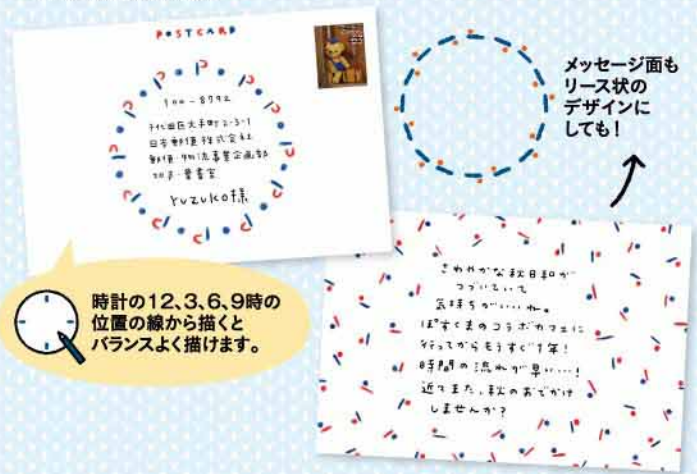 POSTCARD
100-8792
千代田区大手町2-3-1
日本郵便株式会社
郵便・物流事業企画部
切手・葉書室
yuzuko様
メッセージ面も
リース状の
デザインに
しても!
時計の12、3、6、9時の
位置の線から描くと
バランスよく描けます。
さわやかな秋日和が
つづいていて
気持ちがいいね。
ぽすくまのコラボカフェに
行ってからもうすぐ1年!
時間の流れが早い…!
近々また、秋のおでかけ
しませんか?